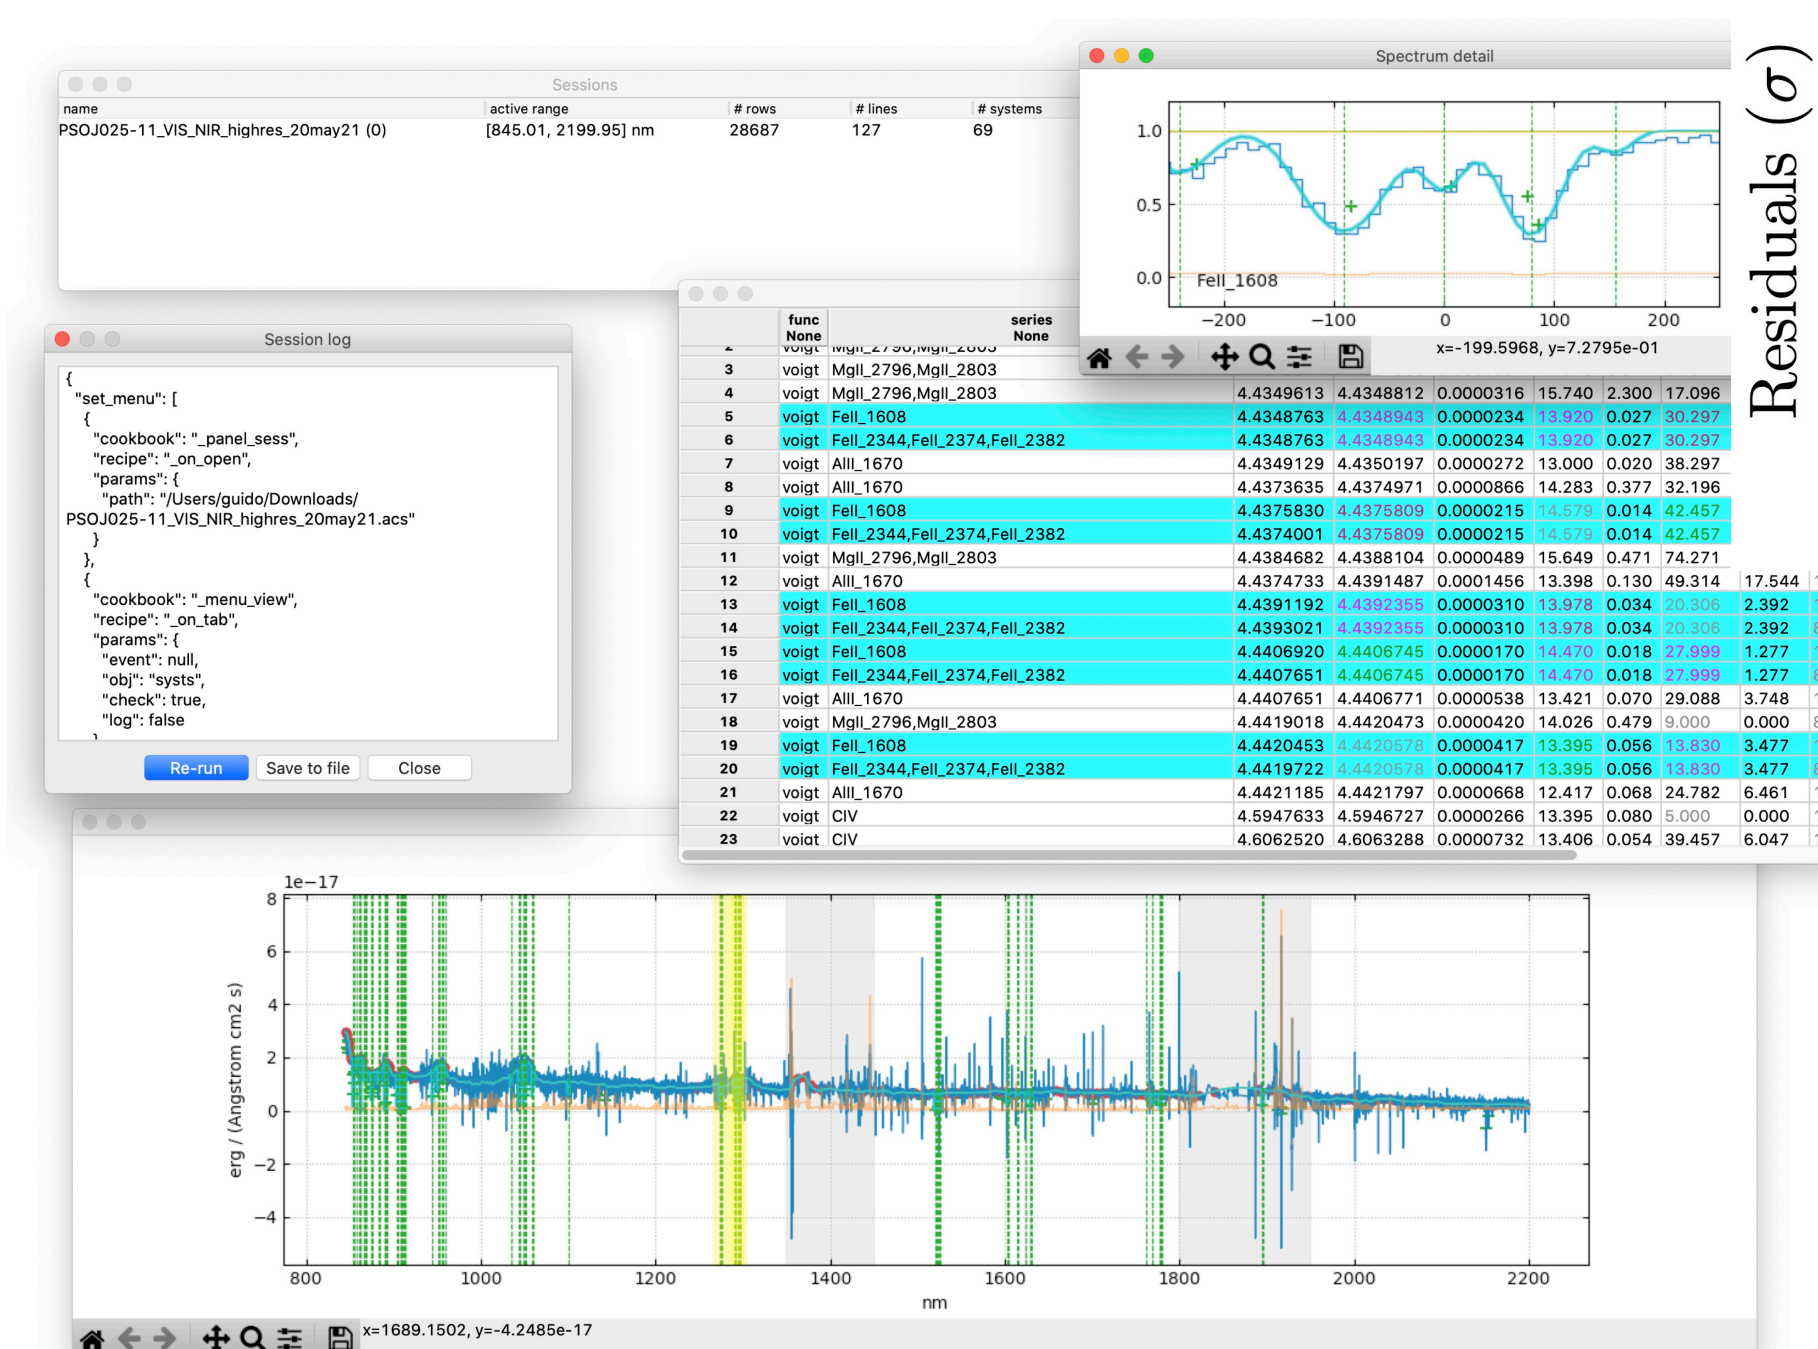 Sessions
name active range # rows # lines # systems
PSOJ025-11_VIS_NIR_highres_20may21 (0) [845.01, 2199.95] nm 28687 127 69
Spectrum detail
1.0
0.5
0.0
FeII_1608
−200 −100 0 100 200
x=-199.5968, y=7.2795e-01
Residuals (σ)
Session log
{
"set_menu": [
{
"cookbook": "_panel_sess",
"recipe": "_on_open",
"params": {
"path": "/Users/guido/Downloads/
PSOJ025-11_VIS_NIR_highres_20may21.acs"
}
},
{
"cookbook": "_menu_view",
"recipe": "_on_tab",
"params": {
"event": null,
"obj": "systs",
"check": true,
"log": false
Re-run Save to file Close
func series
None None
2 voigt MgII_2796,MgII_2803
3 voigt MgII_2796,MgII_2803
4 voigt MgII_2796,MgII_2803 4.4349613 4.4348812 0.0000316 15.740 2.300 17.096
5 voigt FeII_1608 4.4348763 4.4348943 0.0000234 13.920 0.027 30.297
6 voigt FeII_2344,FeII_2374,FeII_2382 4.4348763 4.4348943 0.0000234 13.920 0.027 30.297
7 voigt AlII_1670 4.4349129 4.4350197 0.0000272 13.000 0.020 38.297
8 voigt AlII_1670 4.4373635 4.4374971 0.0000866 14.283 0.377 32.196
9 voigt FeII_1608 4.4375830 4.4375809 0.0000215 14.579 0.014 42.457
10 voigt FeII_2344,FeII_2374,FeII_2382 4.4374001 4.4375809 0.0000215 14.579 0.014 42.457
11 voigt MgII_2796,MgII_2803 4.4384682 4.4388104 0.0000489 15.649 0.471 74.271
12 voigt AlII_1670 4.4374733 4.4391487 0.0001456 13.398 0.130 49.314 17.544
13 voigt FeII_1608 4.4391192 4.4392355 0.0000310 13.978 0.034 20.306 2.392
14 voigt FeII_2344,FeII_2374,FeII_2382 4.4393021 4.4392355 0.0000310 13.978 0.034 20.306 2.392
15 voigt FeII_1608 4.4406920 4.4406745 0.0000170 14.470 0.018 27.999 1.277
16 voigt FeII_2344,FeII_2374,FeII_2382 4.4407651 4.4406745 0.0000170 14.470 0.018 27.999 1.277
17 voigt AlII_1670 4.4407651 4.4406771 0.0000538 13.421 0.070 29.088 3.748
18 voigt MgII_2796,MgII_2803 4.4419018 4.4420473 0.0000420 14.026 0.479 9.000 0.000
19 voigt FeII_1608 4.4420453 4.4420578 0.0000417 13.395 0.056 13.830 3.477
20 voigt FeII_2344,FeII_2374,FeII_2382 4.4419722 4.4420578 0.0000417 13.395 0.056 13.830 3.477
21 voigt AlII_1670 4.4421185 4.4421797 0.0000668 12.417 0.068 24.782 6.461
22 voigt CIV 4.5947633 4.5946727 0.0000266 13.395 0.080 5.000 0.000
23 voigt CIV 4.6062520 4.6063288 0.0000732 13.406 0.054 39.457 6.047
1e−17
8
6
4
2
0
−2
−4
erg / (Angstrom cm2 s)
800 1000 1200 1400 1600 1800 2000 2200
nm
x=1689.1502, y=-4.2485e-17